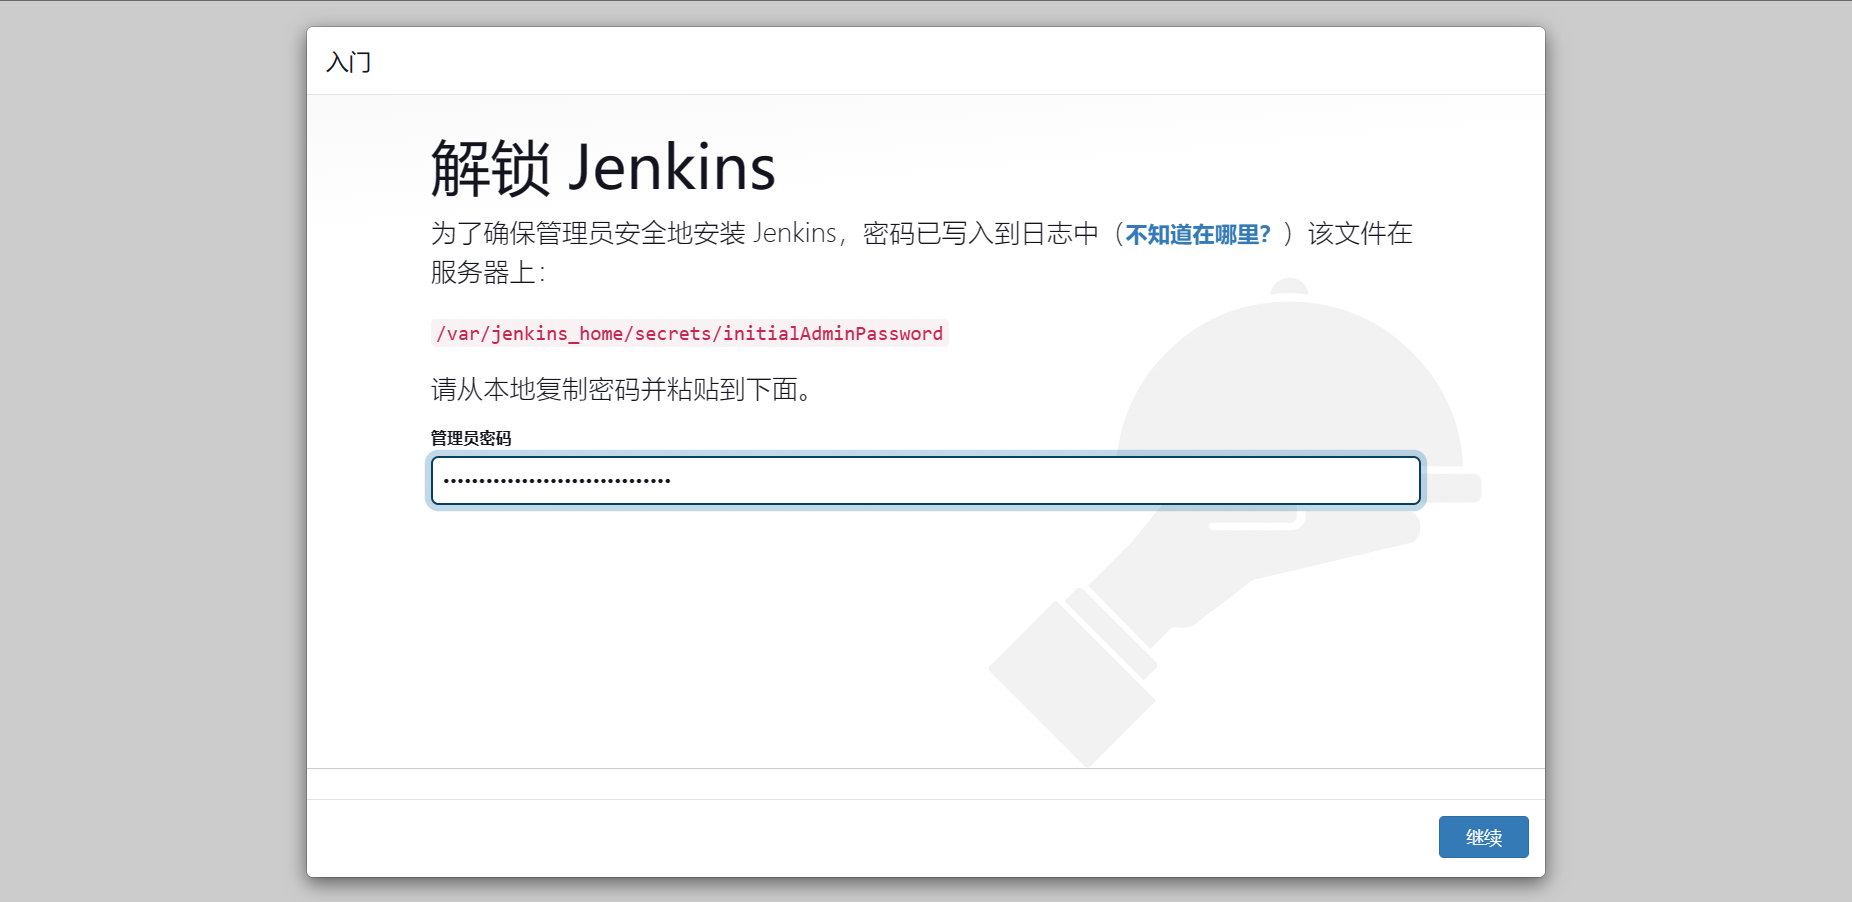 入门
解锁 Jenkins
为了确保管理员安全地安装 Jenkins，密码已写入到日志中（不知道在哪里？）该文件在
服务器上：
/var/jenkins_home/secrets/initialAdminPassword
请从本地复制密码并粘贴到下面。
管理员密码
••••••••••••••••••••••••••••••••
继续